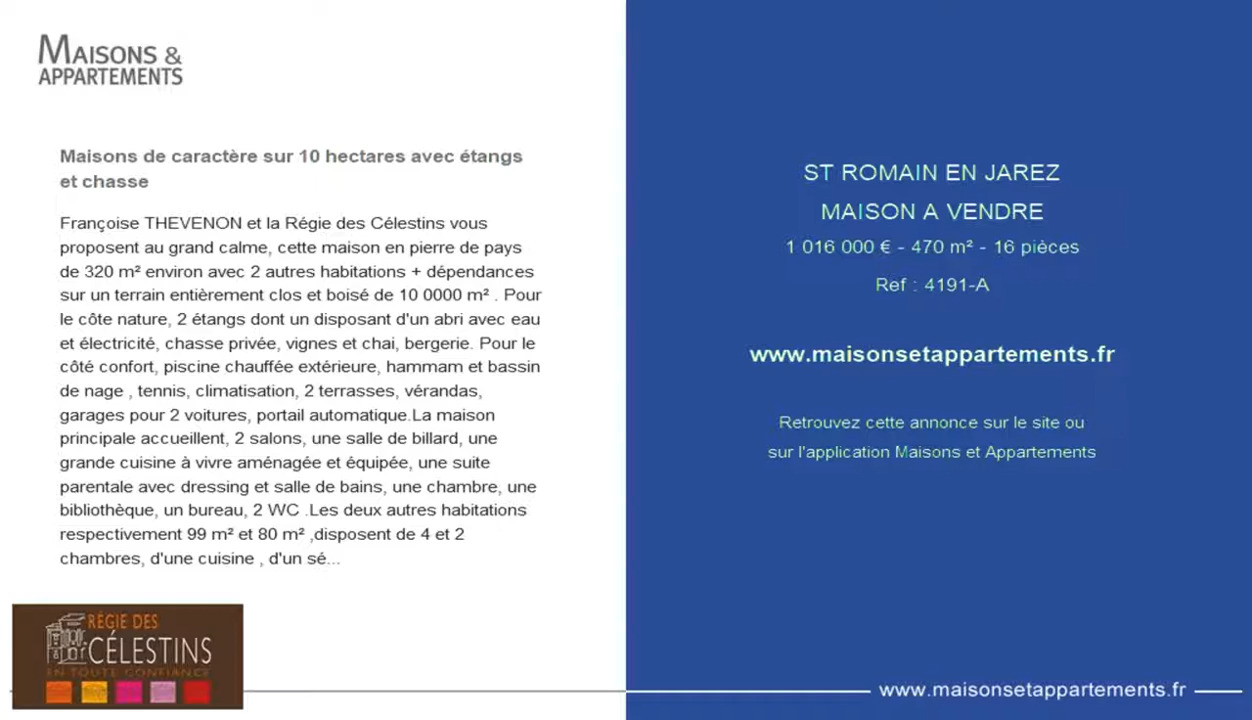 MAISONS &
APPARTEMENTS
Maisons de caractère sur 10 hectares avec étangs
et chasse
Françoise THEVENON et la Régie des Célestins vous
proposent au grand calme, cette maison en pierre de pays
de 320 m² environ avec 2 autres habitations + dépendances
sur un terrain entièrement clos et boisé de 10 0000 m² . Pour
le côte nature, 2 étangs dont un disposant d'un abri avec eau
et électricité, chasse privée, vignes et chai, bergerie. Pour le
côté confort, piscine chauffée extérieure, hammam et bassin
de nage , tennis, climatisation, 2 terrasses, vérandas,
garages pour 2 voitures, portail automatique.La maison
principale accueillent, 2 salons, une salle de billard, une
grande cuisine à vivre aménagée et équipée, une suite
parentale avec dressing et salle de bains, une chambre, une
bibliothèque, un bureau, 2 WC .Les deux autres habitations
respectivement 99 m² et 80 m² ,disposent de 4 et 2
chambres, d'une cuisine , d'un sé...
RÉGIE DES
CÉLESTINS
EN TOUTE CONFIANCE
ST ROMAIN EN JAREZ
MAISON A VENDRE
1 016 000 € - 470 m² - 16 pièces
Ref : 4191-A
www.maisonsetappartements.fr
Retrouvez cette annonce sur le site ou
sur l'application Maisons et Appartements
www.maisonsetappartements.fr